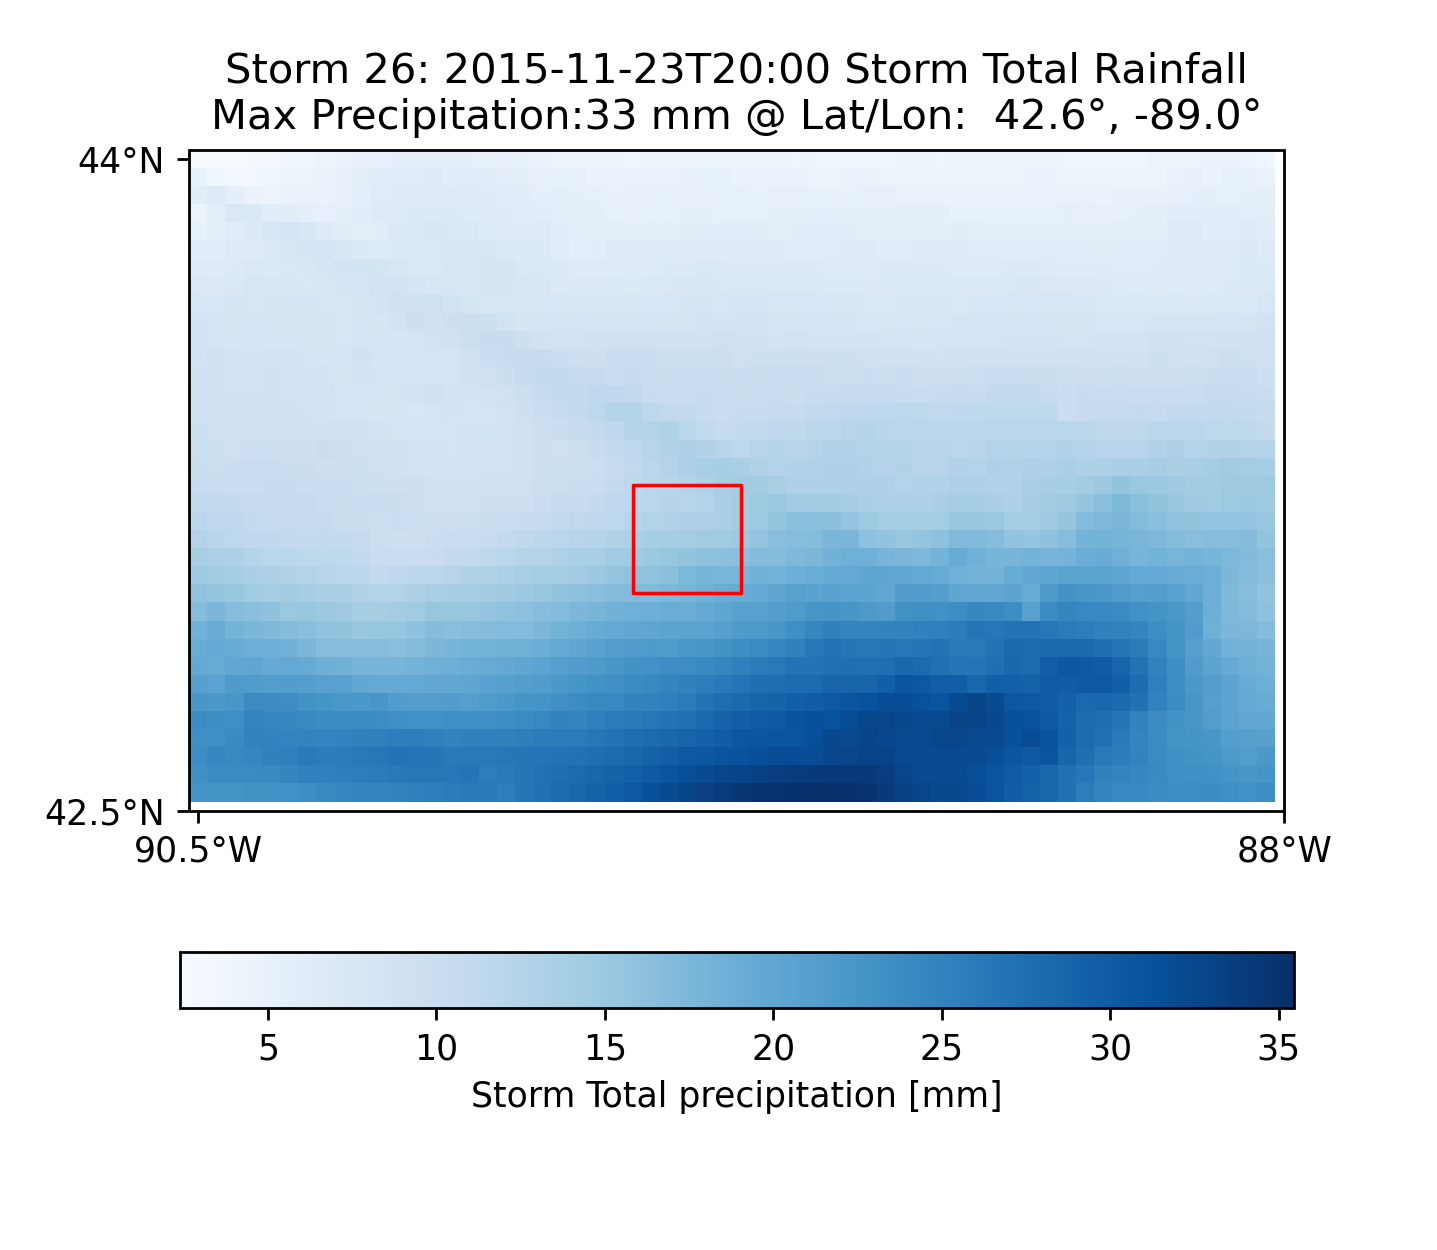 Storm 26: 2015-11-23T20:00 Storm Total Rainfall
Max Precipitation:33 mm @ Lat/Lon:  42.6°, -89.0°
44°N
42.5°N
90.5°W 88°W
5 10 15 20 25 30 35
Storm Total precipitation [mm]